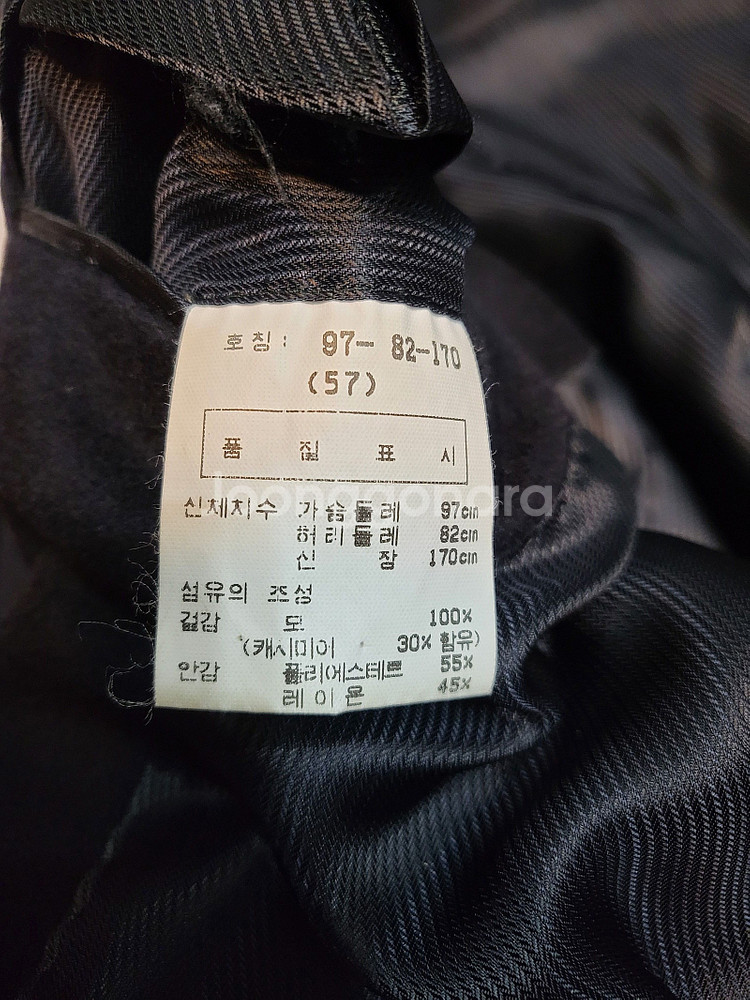 호칭: 97- 82-170
(57)
품 질 표 시
신체치수 가슴둘레 97cm
허리둘레 82cm
신 장 170cm
섬유의 조성
겉감 모 100%
(캐시미어 30% 함유)
안감 폴리에스테르 55%
레이온 45%